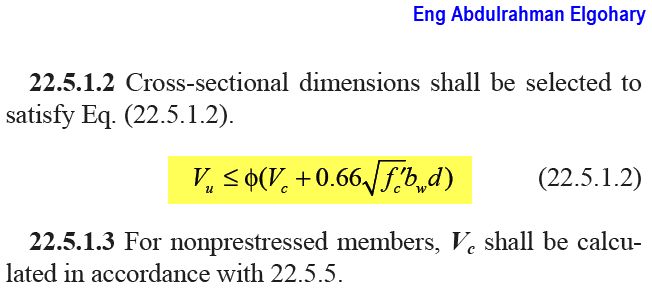 Eng Abdulrahman Elgohary
22.5.1.2 Cross-sectional dimensions shall be selected to
satisfy Eq. (22.5.1.2).
Vu ≤ ϕ(Vc + 0.66√fc′bwd) (22.5.1.2)
22.5.1.3 For nonprestressed members, Vc shall be calcu-
lated in accordance with 22.5.5.